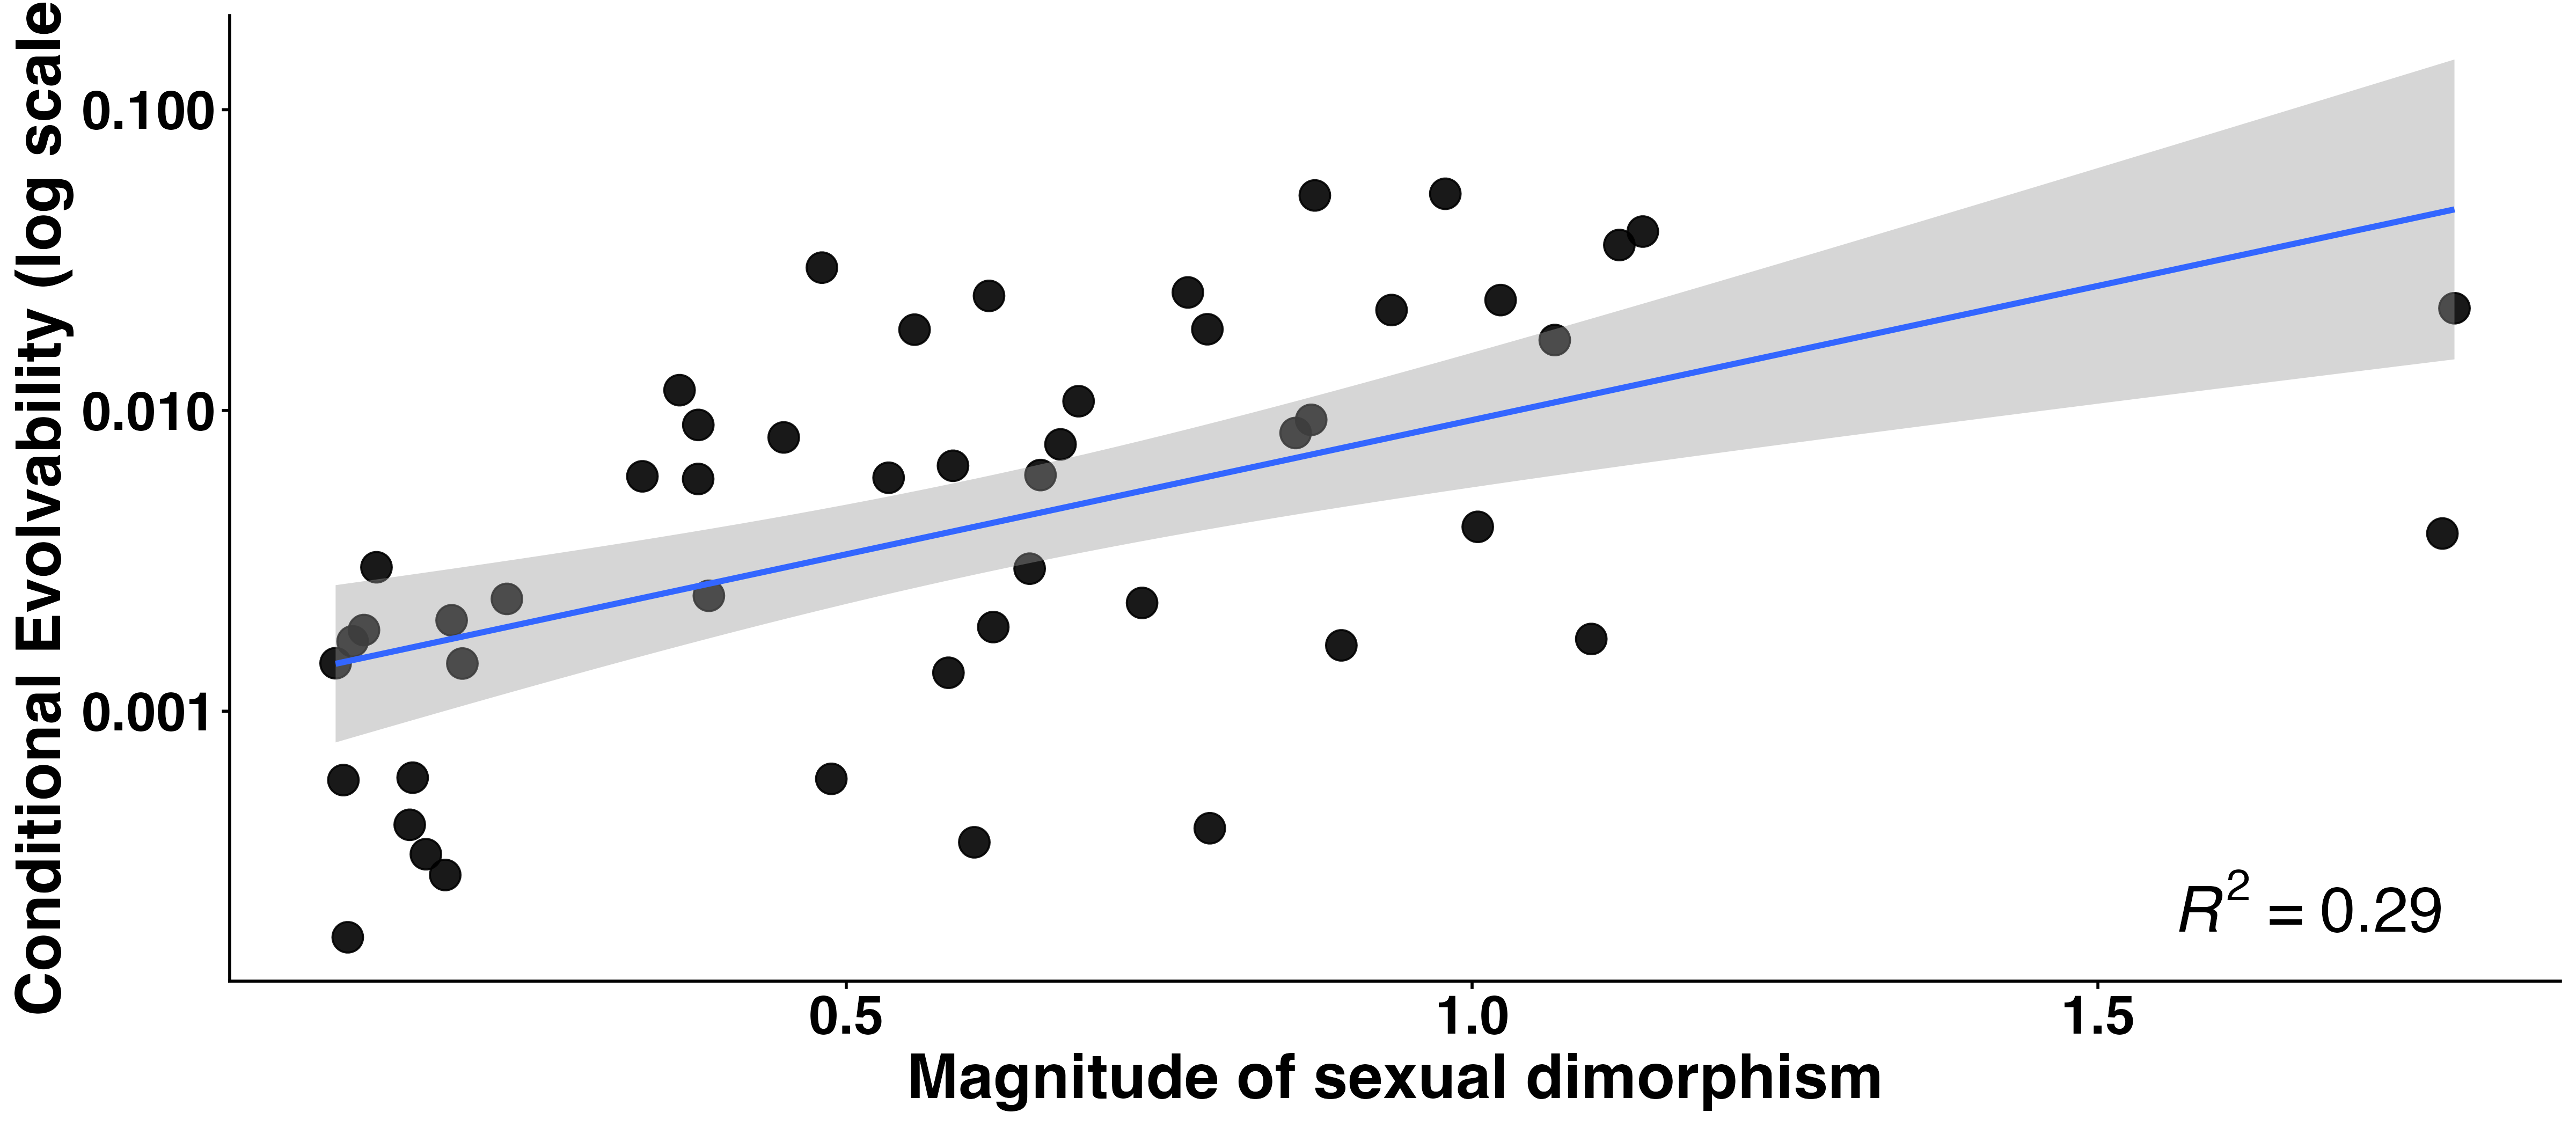 Conditional Evolvability (log scale
0.100
0.010
0.001
0.5 1.0 1.5
Magnitude of sexual dimorphism
R² = 0.29